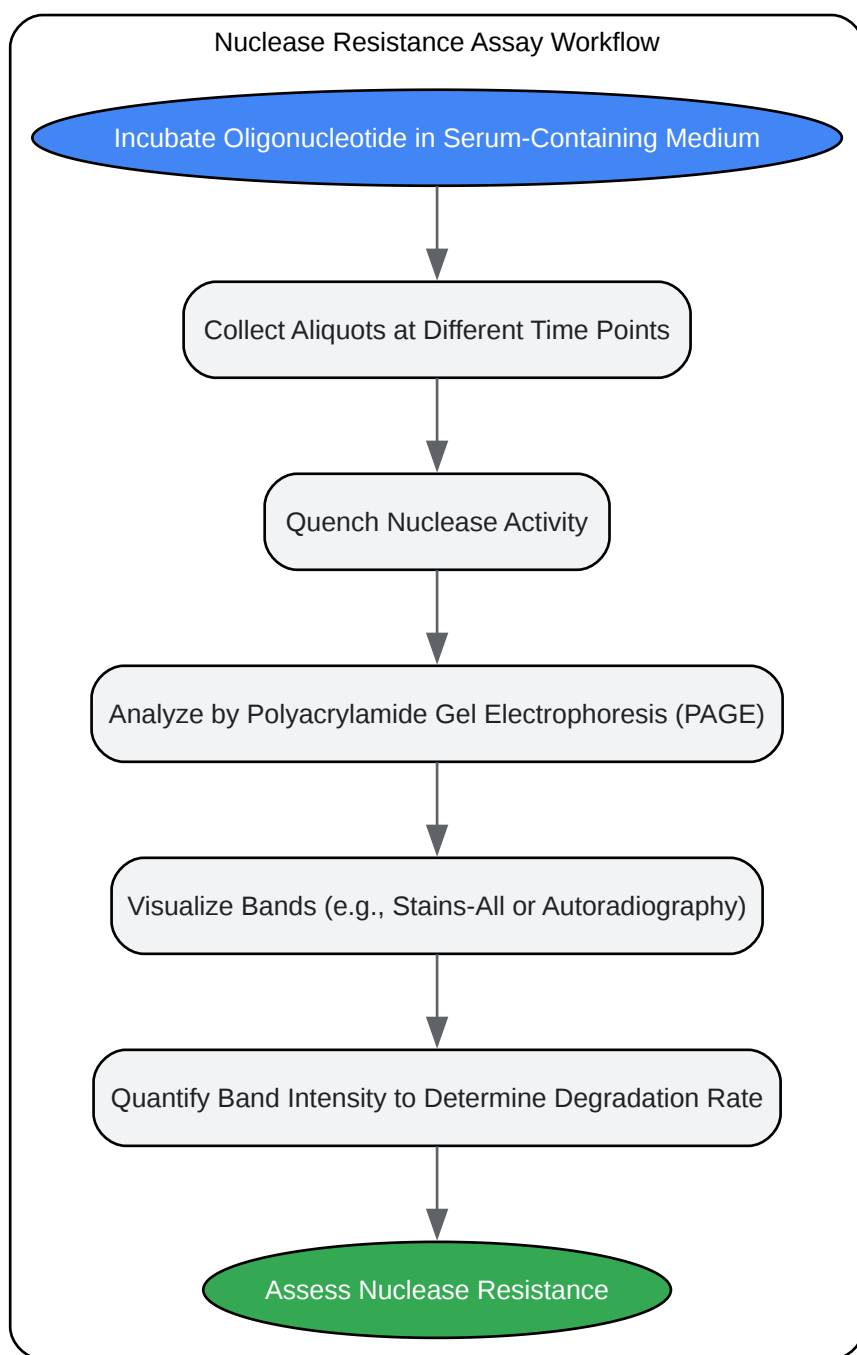 Nuclease Resistance Assay Workflow
Incubate Oligonucleotide in Serum-Containing Medium
Collect Aliquots at Different Time Points
Quench Nuclease Activity
Analyze by Polyacrylamide Gel Electrophoresis (PAGE)
Visualize Bands (e.g., Stains-All or Autoradiography)
Quantify Band Intensity to Determine Degradation Rate
Assess Nuclease Resistance